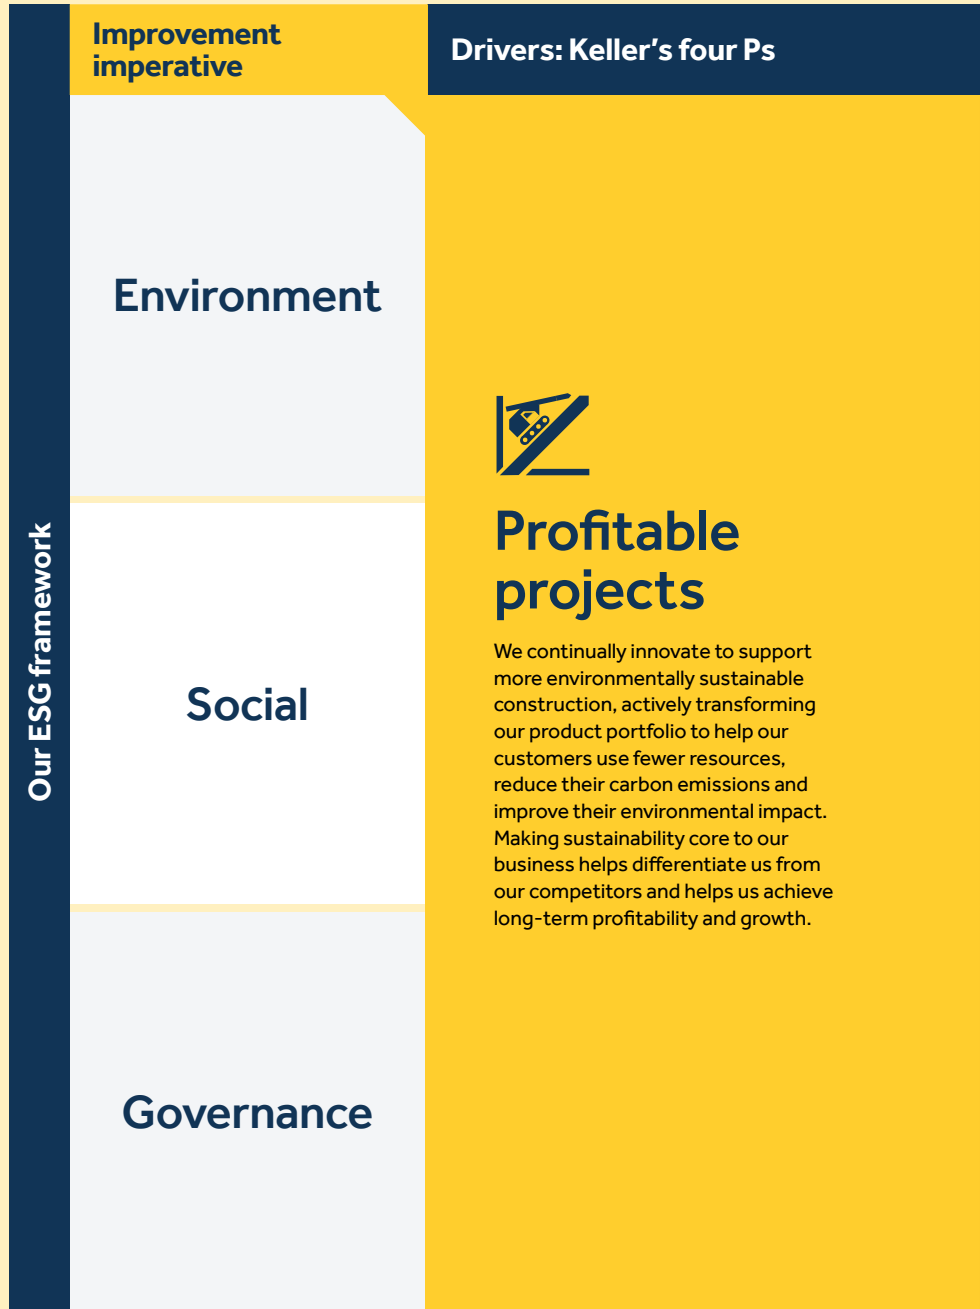 Improvement
imperative
Drivers: Keller’s four Ps
Our ESG framework
Environment
Social
Governance
Profitable
projects
We continually innovate to support
more environmentally sustainable
construction, actively transforming
our product portfolio to help our
customers use fewer resources,
reduce their carbon emissions and
improve their environmental impact.
Making sustainability core to our
business helps differentiate us from
our competitors and helps us achieve
long-term profitability and growth.